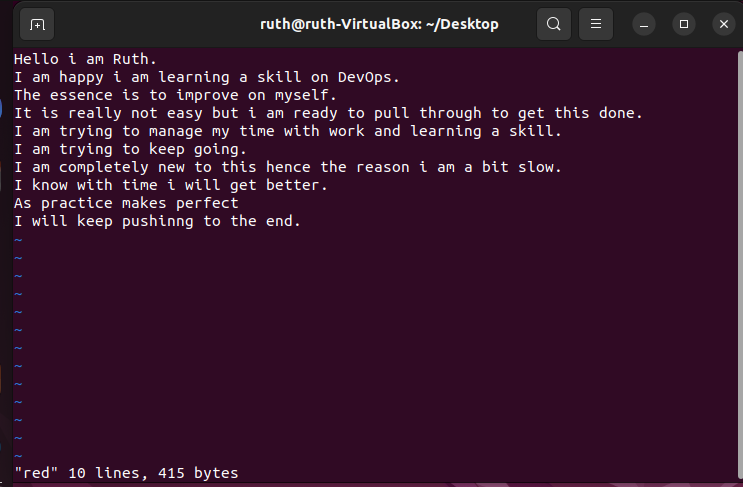 ruth@ruth-VirtualBox: ~/Desktop
Hello i am Ruth.
I am happy i am learning a skill on DevOps.
The essence is to improve on myself.
It is really not easy but i am ready to pull through to get this done.
I am trying to manage my time with work and learning a skill.
I am trying to keep going.
I am completely new to this hence the reason i am a bit slow.
I know with time i will get better.
As practice makes perfect
I will keep pushinng to the end.
~
~
~
~
~
~
~
~
~
~
~
~
~
"red" 10 lines, 415 bytes